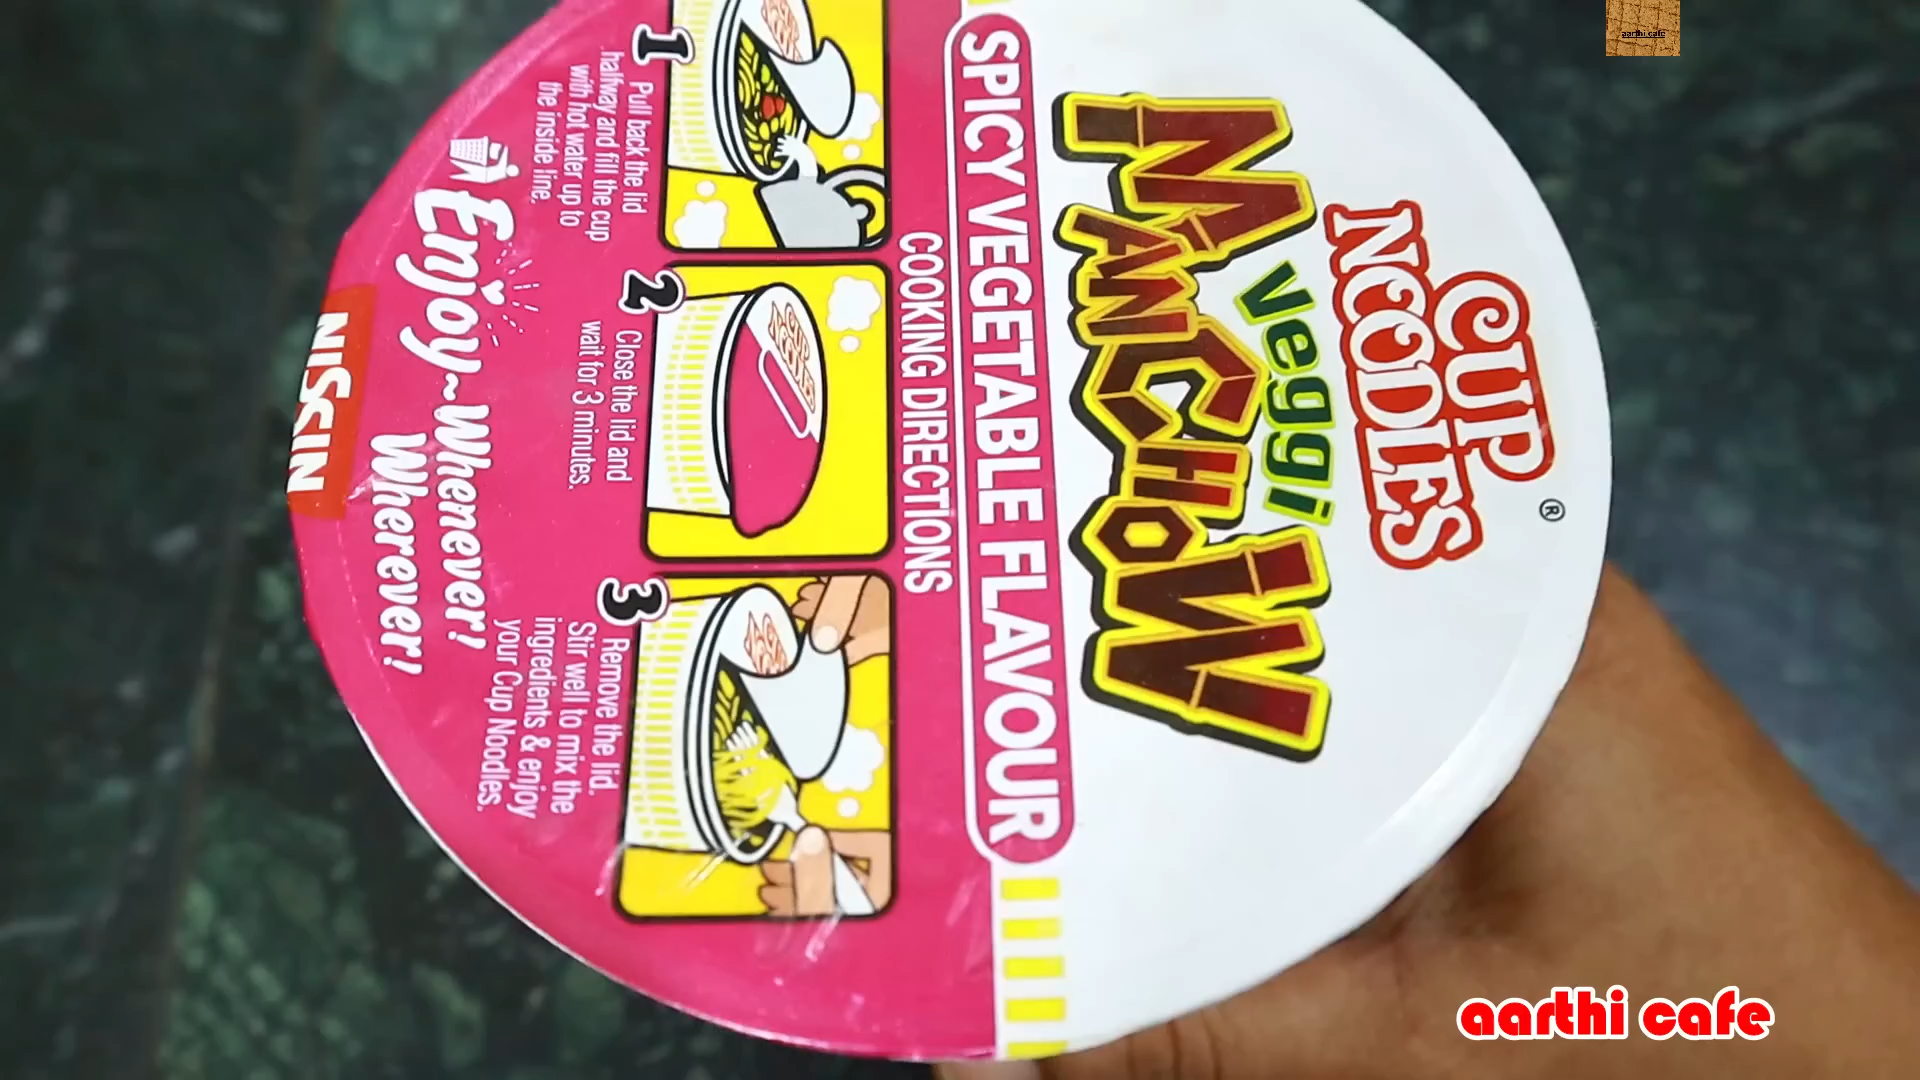 CUP
NOODLES
®
Veggi
MANCHOW
SPICY VEGETABLE FLAVOUR
COOKING DIRECTIONS
1
Pull back the lid
halfway and fill the cup
with hot water up to
the inside line.
2
Close the lid and
wait for 3 minutes.
3
Remove the lid.
Stir well to mix the
ingredients & enjoy
your Cup Noodles.
Enjoy~Whenever!
Wherever!
NISSIN
aarthi cafe
aarthi cafe